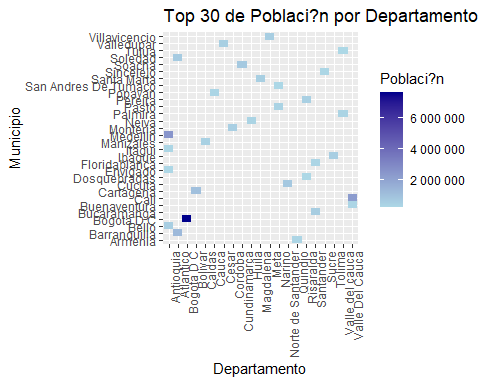 Top 30 de Poblaci?n por Departamento
Municipio
Villavicencio
Valledupar
Tulua
Soledad
Soacha
Sincelejo
Santa Marta
San Andres De Tumaco
Popayan
Pereira
Pasto
Palmira
Neiva
Monteria
Medellin
Manizales
Itagui
Ibague
Floridablanca
Envigado
Dosquebradas
Cucuta
Cartagena
Cali
Buenaventura
Bucaramanga
Bogota D.C
Bello
Barranquilla
Armenia
Antioquia
Atlantico
Bogota D.C
Bolivar
Caldas
Cauca
Cesar
Cordoba
Cundinamarca
Huila
Magdalena
Meta
Narino
Norte de Santander
Quindio
Risaralda
Santander
Sucre
Tolima
Valle del cauca
Valle Del Cauca
Departamento
Poblaci?n
6 000 000
4 000 000
2 000 000